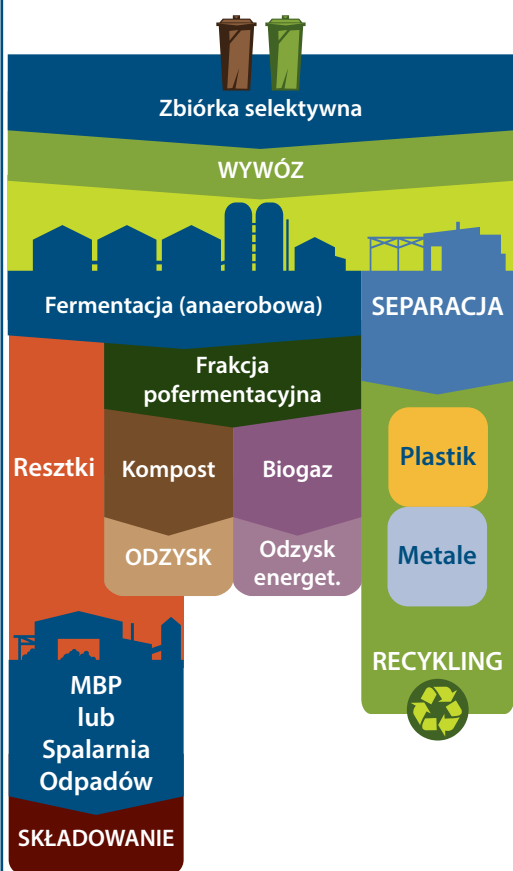 Zbiórka selektywna
WYWÓZ
Fermentacja (anaerobowa)
SEPARACJA
Frakcja
pofermentacyjna
Resztki
Kompost
Biogaz
Plastik
ODZYSK
Odzysk
energet.
Metale
RECYKLING
MBP
lub
Spalarnia
Odpadów
SKŁADOWANIE